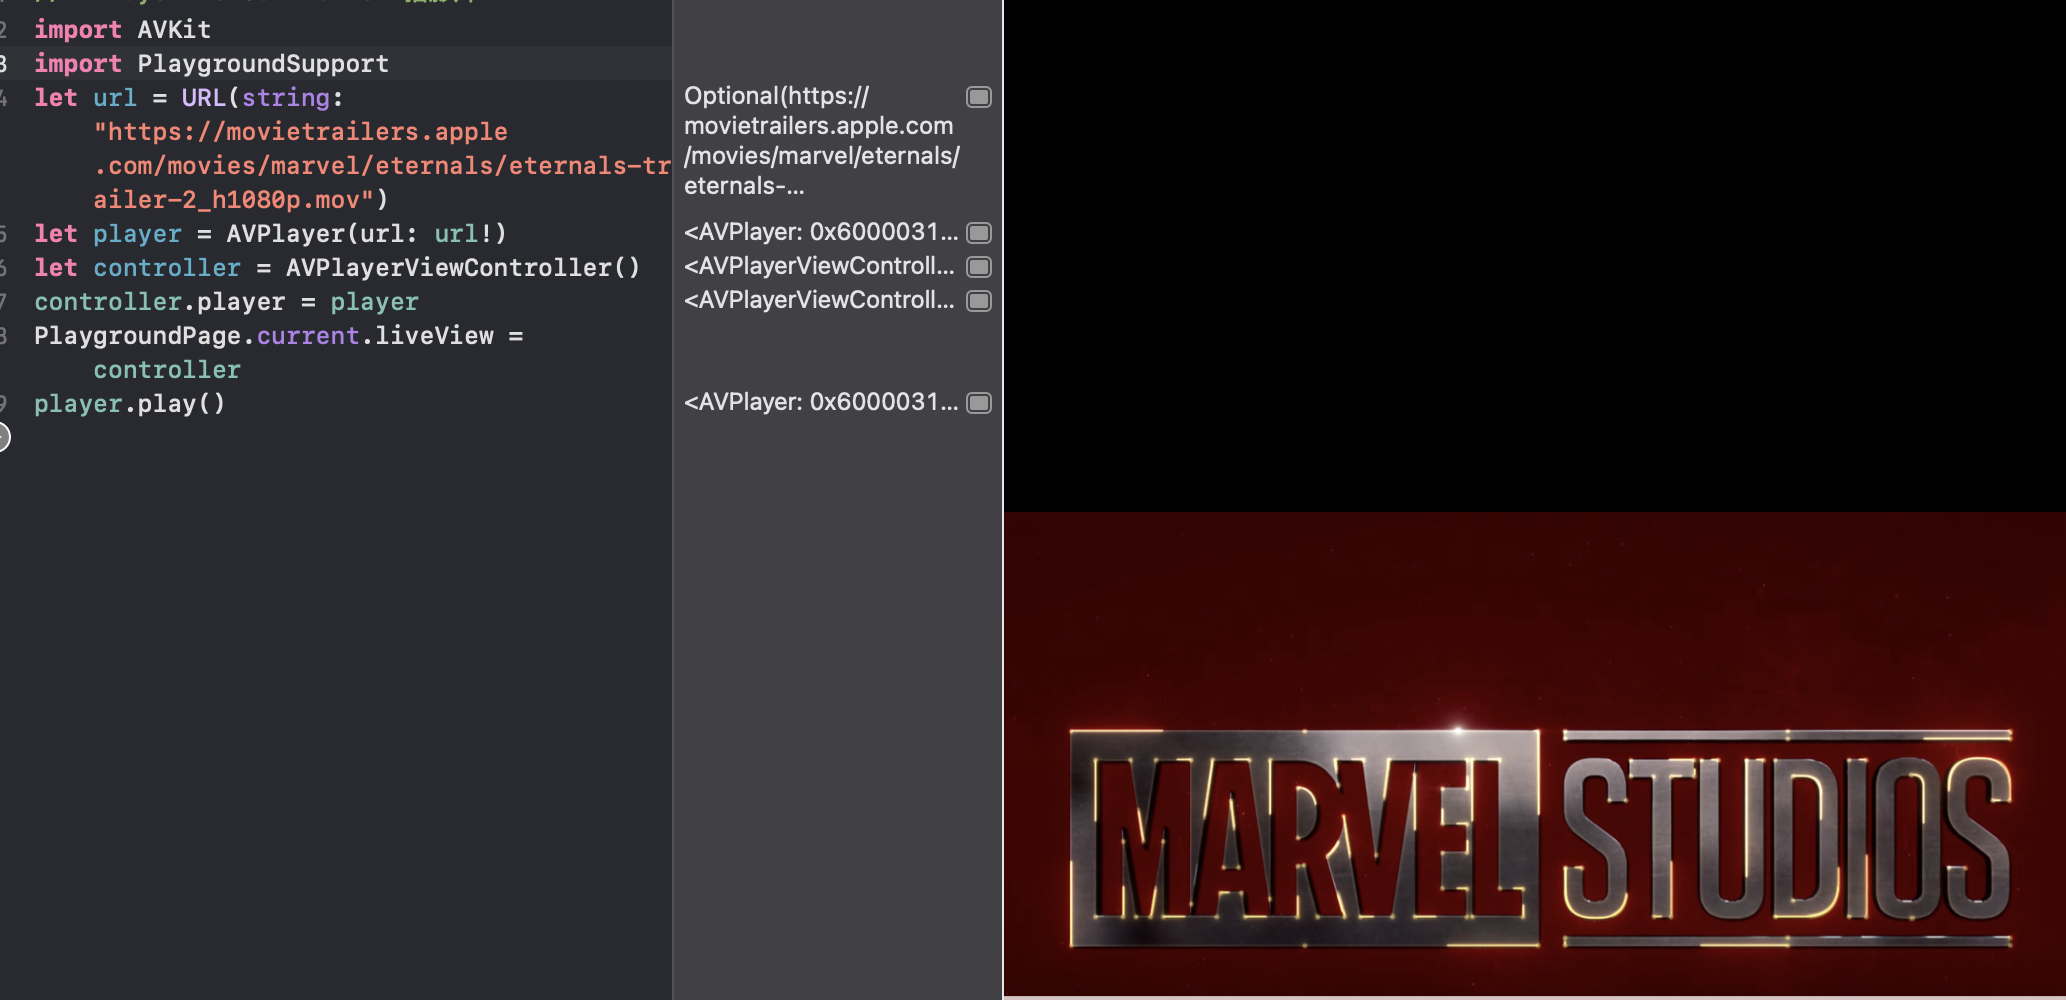 2 import AVKit
3 import PlaygroundSupport
4 let url = URL(string:
"https://movietrailers.apple
.com/movies/marvel/eternals/eternals-tr
ailer-2_h1080p.mov")
5 let player = AVPlayer(url: url!)
6 let controller = AVPlayerViewController()
7 controller.player = player
8 PlaygroundPage.current.liveView =
controller
9 player.play()
Optional(https://
movietrailers.apple.com
/movies/marvel/eternals/
eternals-...
<AVPlayer: 0x6000031...
<AVPlayerViewControll...
<AVPlayerViewControll...
<AVPlayer: 0x6000031...
MARVEL STUDIOS